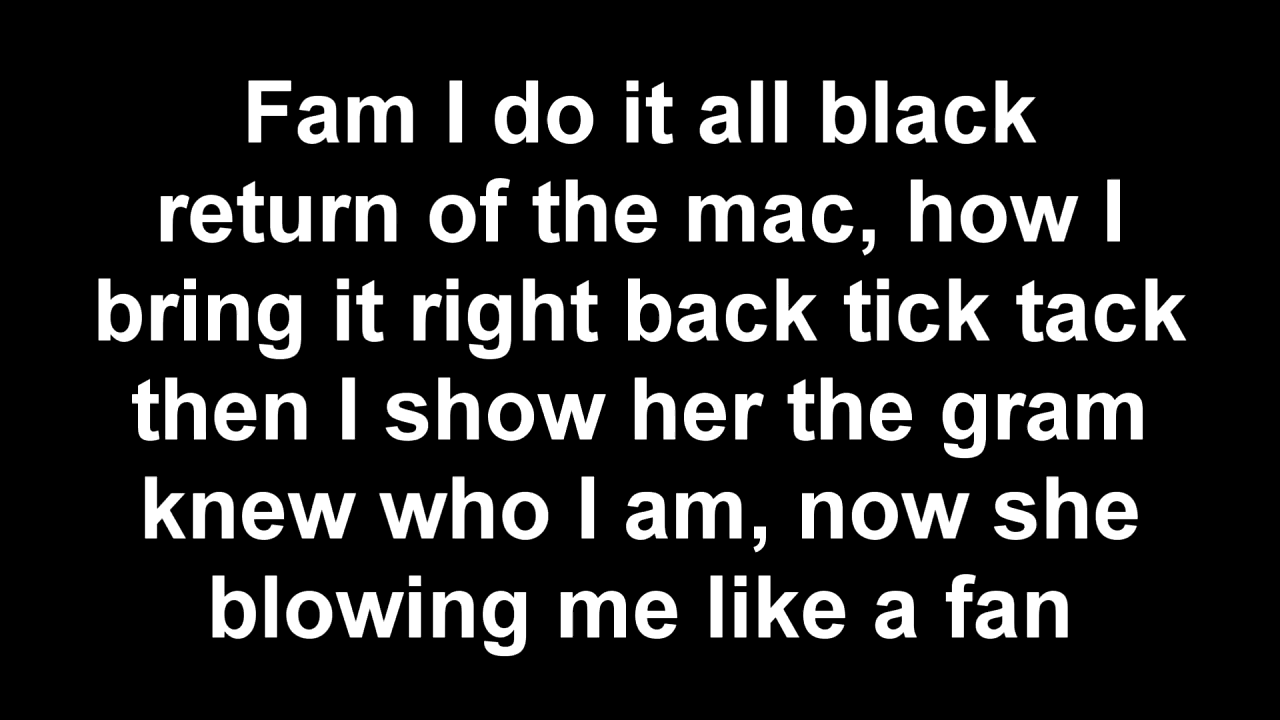 Fam I do it all black
return of the mac, how I
bring it right back tick tack
then I show her the gram
knew who I am, now she
blowing me like a fan